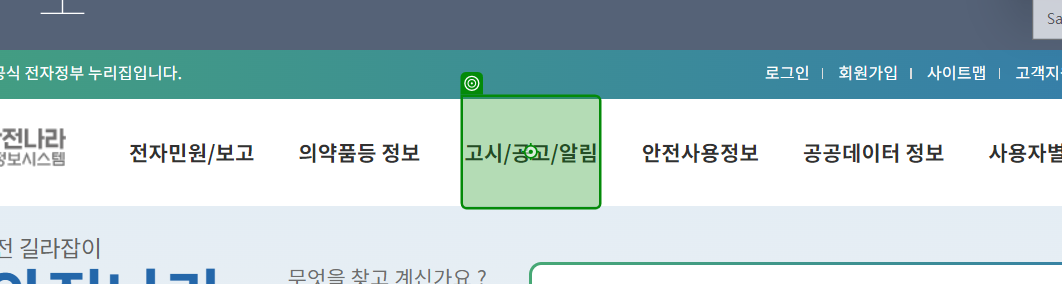 Sa
공식 전자정부 누리집입니다.
로그인 | 회원가입 | 사이트맵 | 고객지
전나라
정보시스템
전자민원/보고 의약품등 정보 고시/공고/알림 안전사용정보 공공데이터 정보 사용자별
전 길라잡이
무엇을 찾고 계신가요 ?